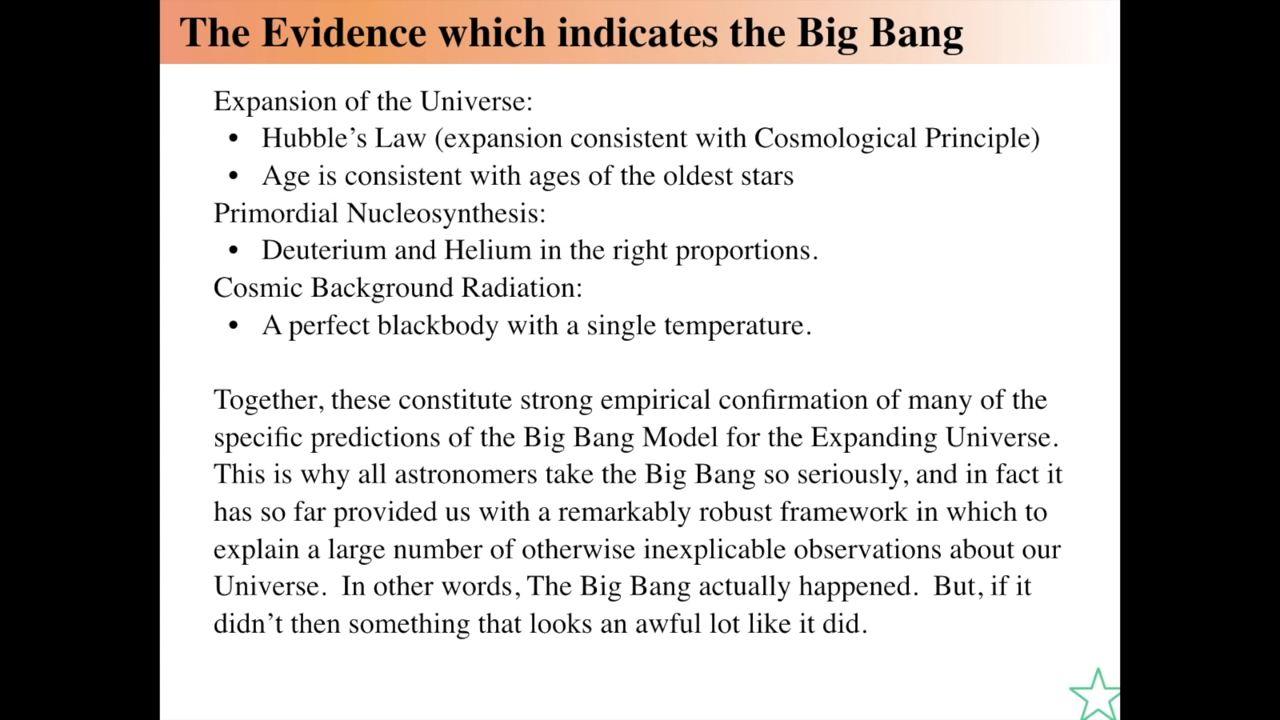 The Evidence which indicates the Big Bang
Expansion of the Universe:
• Hubble’s Law (expansion consistent with Cosmological Principle)
• Age is consistent with ages of the oldest stars
Primordial Nucleosynthesis:
• Deuterium and Helium in the right proportions.
Cosmic Background Radiation:
• A perfect blackbody with a single temperature.
Together, these constitute strong empirical confirmation of many of the
specific predictions of the Big Bang Model for the Expanding Universe.
This is why all astronomers take the Big Bang so seriously, and in fact it
has so far provided us with a remarkably robust framework in which to
explain a large number of otherwise inexplicable observations about our
Universe.  In other words, The Big Bang actually happened.  But, if it
didn’t then something that looks an awful lot like it did.